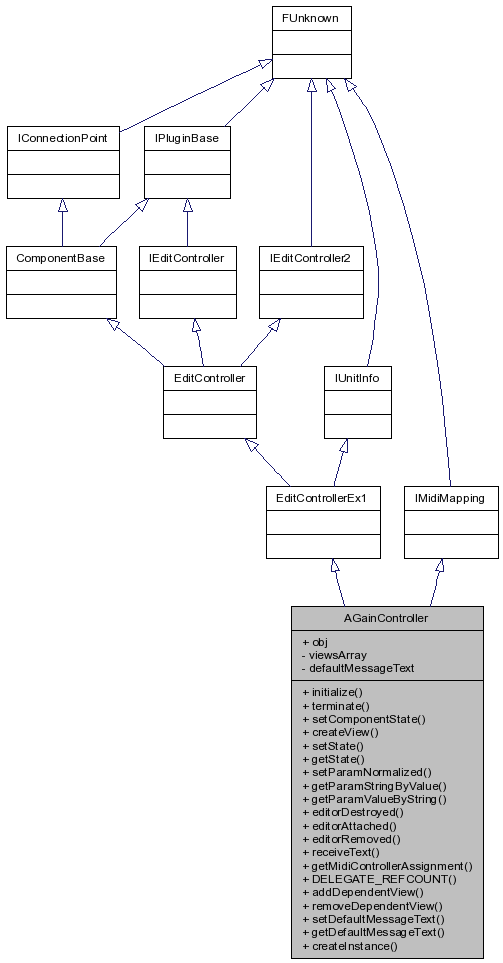 FUnknown
IConnectionPoint
IPluginBase
ComponentBase
IEditController
IEditController2
EditController
IUnitInfo
EditControllerEx1
IMidiMapping
AGainController
+ obj
- viewsArray
- defaultMessageText
+ initialize()
+ terminate()
+ setComponentState()
+ createView()
+ setState()
+ getState()
+ setParamNormalized()
+ getParamStringByValue()
+ getParamValueByString()
+ editorDestroyed()
+ editorAttached()
+ editorRemoved()
+ receiveText()
+ getMidiControllerAssignment()
+ DELEGATE_REFCOUNT()
+ addDependentView()
+ removeDependentView()
+ setDefaultMessageText()
+ getDefaultMessageText()
+ createInstance()